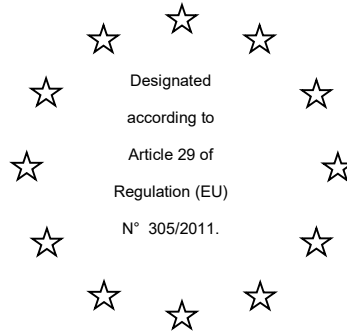 Designated
according to
Article 29 of
Regulation (EU)
N° 305/2011.